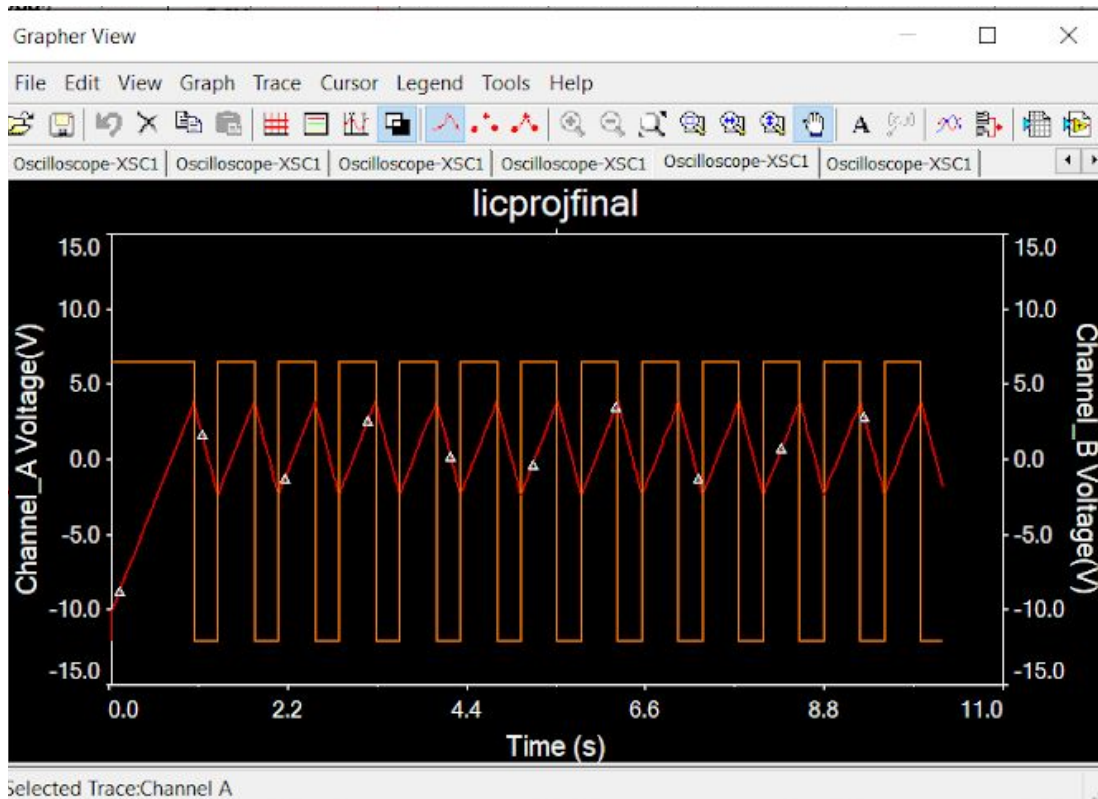 Grapher View
File Edit View Graph Trace Cursor Legend Tools Help
A
Oscilloscope-XSC1 Oscilloscope-XSC1 Oscilloscope-XSC1 Oscilloscope-XSC1 Oscilloscope-XSC1 Oscilloscope-XSC1
licprojfinal
15.0 15.0
10.0 10.0
5.0 5.0
0.0 0.0
-5.0 -5.0
-10.0 -10.0
-15.0 -15.0
Channel_A Voltage(V)
Channel_B Voltage(V)
0.0 2.2 4.4 6.6 8.8 11.0
Time (s)
Selected Trace:Channel A